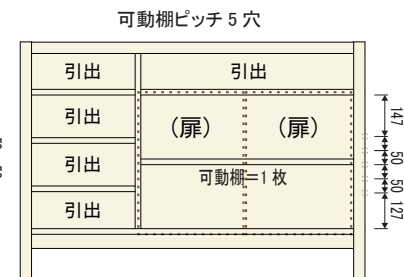 可動棚ピッチ 5 穴
引出
引出
引出
（扉）
（扉）
147
引出
50
可動棚＝1 枚
50
引出
127